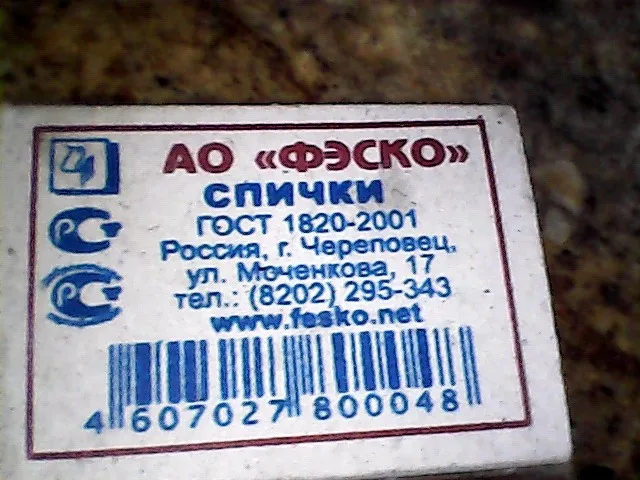 АО «ФЭСКО»
СПИЧКИ
ГОСТ 1820-2001
Россия, г. Череповец,
ул. Моченкова, 17
тел.: (8202) 295-343
www.fesko.net
4 607027 800048